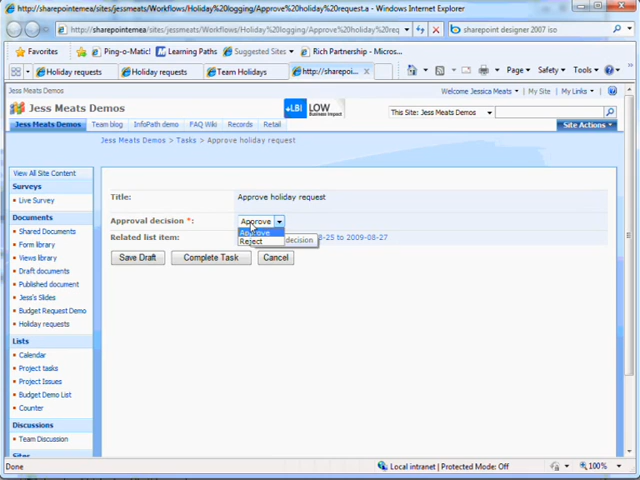 http://sharepointemea/sites/jessmeats/Workflows/Holiday%20logging/Approve%20holiday%20request.a - Windows Internet Explorer
http://sharepointemea/sites/jessmeats/Workflows/Holiday%20logging/Approve%20holiday%20request.
sharepoint designer 2007 iso
Favorites
Ping-o-Matic!
Learning Paths
Suggested Sites
Rich Partnership - Microsof...
Holiday requests
Holiday requests
Team Holidays
http://sharepoi...
Page
Safety
Tools
Jess Meats Demos
Welcome Jessica Meats
My Site
My Links
Jess Meats Demos
LBI LOW
Business Impact
This Site: Jess Meats Demos
Jess Meats Demos
Team blog
InfoPath demo
FAQ Wiki
Records
Retail
Site Actions
Jess Meats Demos > Tasks > Approve holiday request
View All Site Content
Surveys
Live Survey
Documents
Shared Documents
Form library
Views library
Draft documents
Published document
Jess's Slides
Budget Request Demo
Holiday requests
Lists
Calendar
Project tasks
Project Issues
Budget Demo List
Counter
Discussions
Team Discussion
Sites
Title:
Approve holiday request
Approval decision *:
Approve
Approve
Reject
decision
Related list item:
8-25 to 2009-08-27
Save Draft
Complete Task
Cancel
Done
Local intranet | Protected Mode: Off
100%